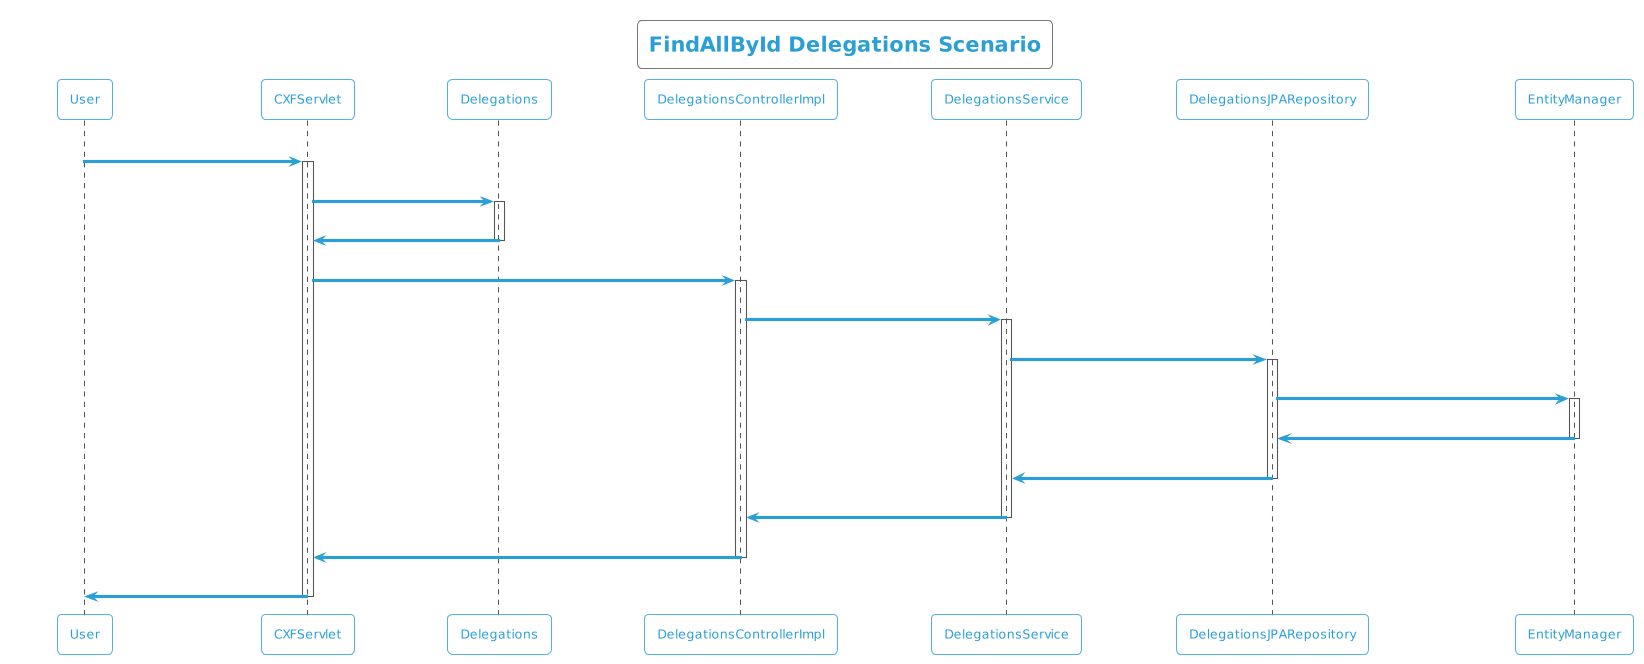 FindAllById Delegations Scenario
User
CXFServlet
Delegations
DelegationsControllerImpl
DelegationsService
DelegationsJPARepository
EntityManager
User
CXFServlet
Delegations
DelegationsControllerImpl
DelegationsService
DelegationsJPARepository
EntityManager